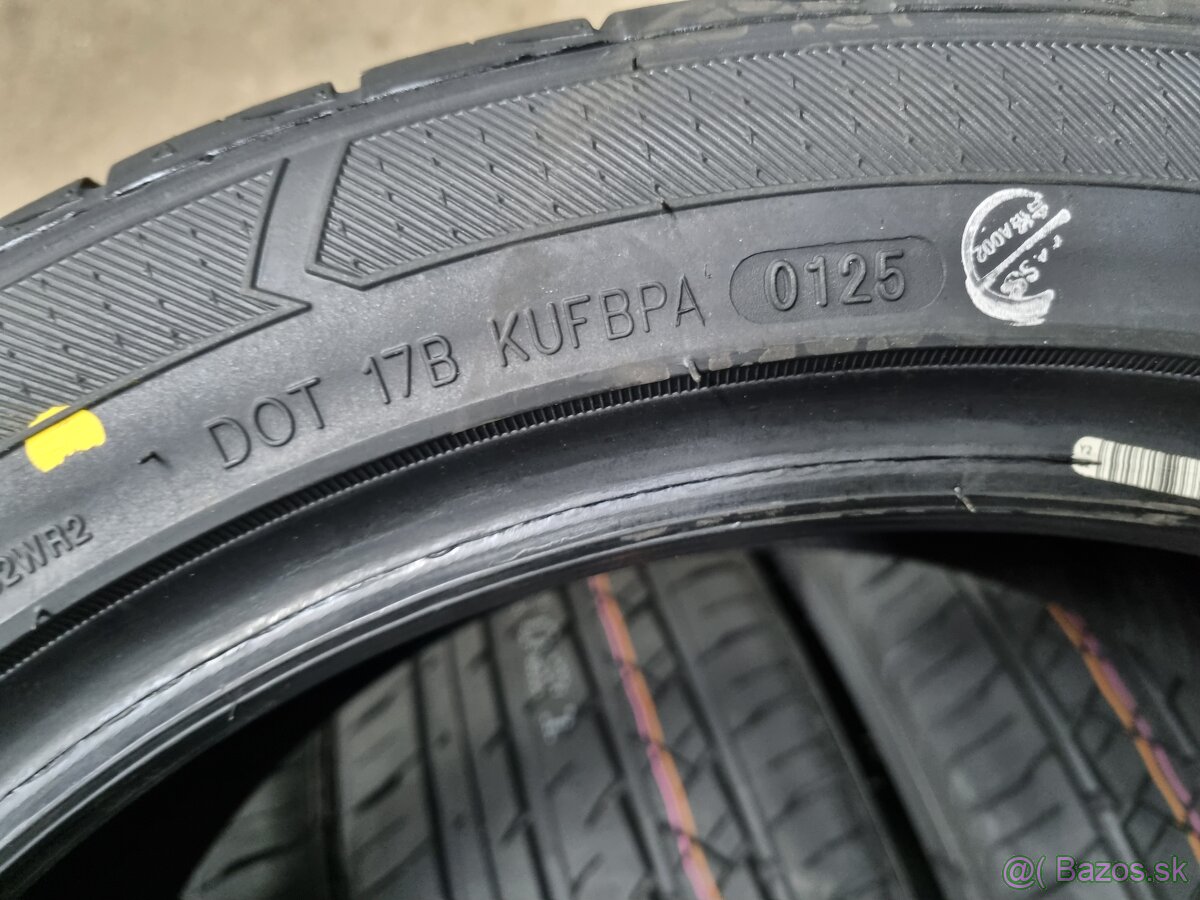 DOT 17B KUFBPA 0125
2WR2
@( Bazos.sk